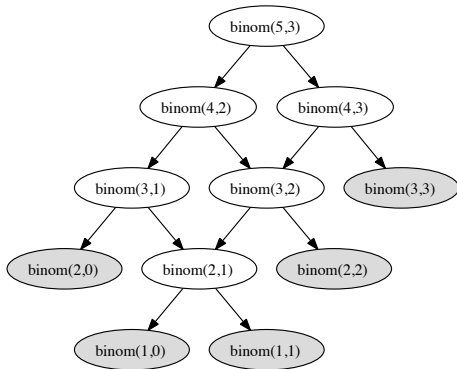 binom(5,3)
binom(4,2)
binom(4,3)
binom(3,1)
binom(3,2)
binom(3,3)
binom(2,0)
binom(2,1)
binom(2,2)
binom(1,0)
binom(1,1)